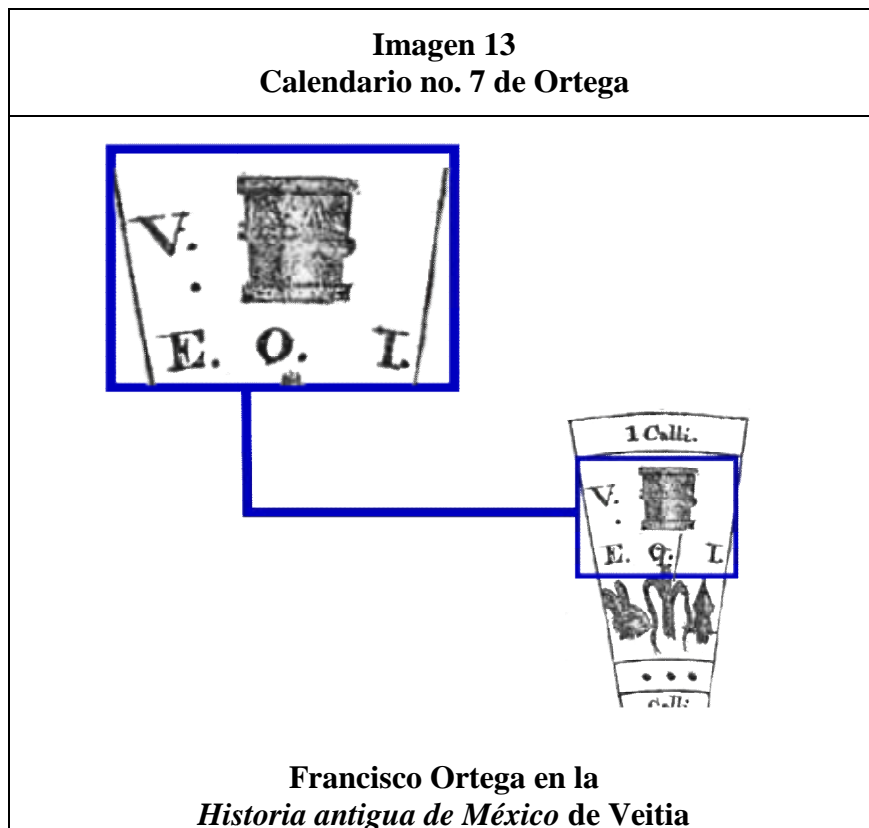 Imagen 13
Calendario no. 7 de Ortega
V.
E. O. I.
1 Calli.
V.
E. q. I.
Calli
Francisco Ortega en la
Historia antigua de México de Veitia